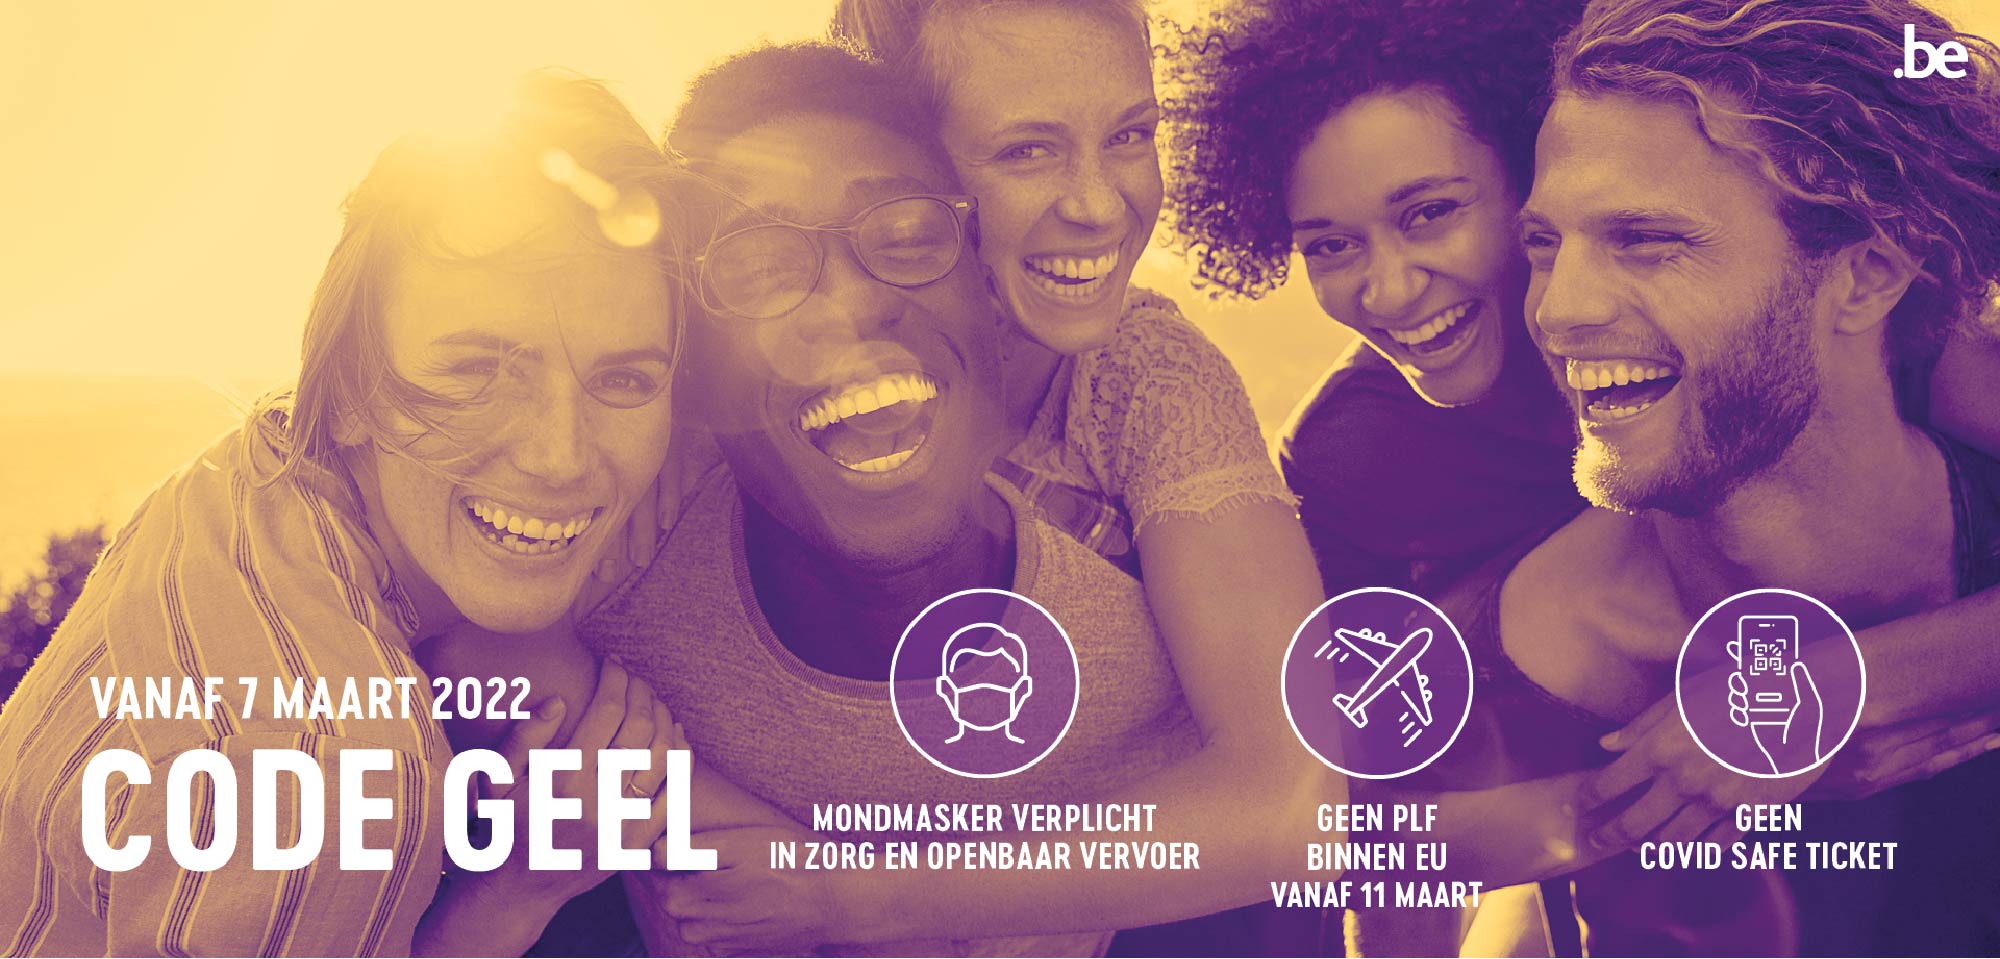 .be
VANAF 7 MAART 2022
CODE GEEL
MONDMASKER VERPLICHT
IN ZORG EN OPENBAAR VERVOER
GEEN PLF
BINNEN EU
VANAF 11 MAART
GEEN
COVID SAFE TICKET